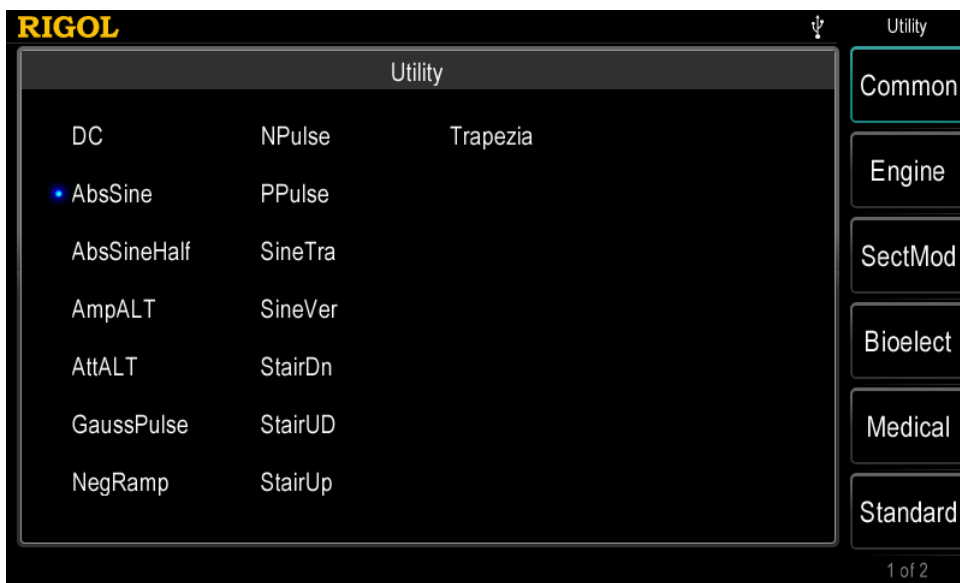 RIGOL
Utility
Utility
DC NPulse Trapezia
AbsSine PPulse
AbsSineHalf SineTra
AmpALT SineVer
AttALT StairDn
GaussPulse StairUD
NegRamp StairUp
Common
Engine
SectMod
Bioelect
Medical
Standard
1 of 2